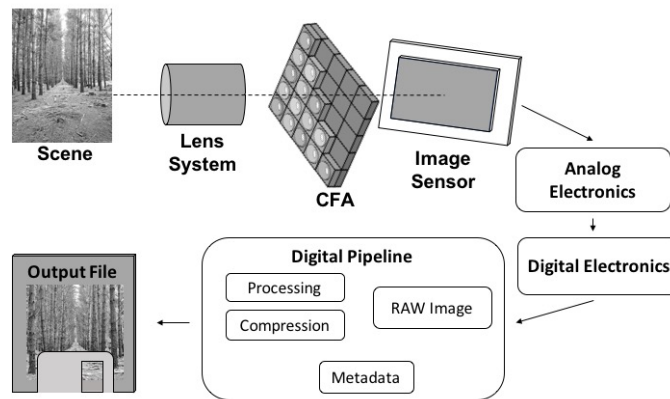 Scene
Lens
System
CFA
Image
Sensor
Analog
Electronics
Digital Electronics
Digital Pipeline
Processing
Compression
RAW Image
Metadata
Output File